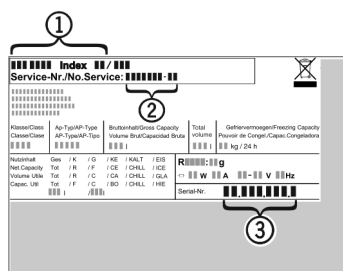 1
Index /
Service-Nr./No.Service: -
2
Klasse/Class Ap-Typ/AP-Type Bruttoinhalt/Gross Capacity Total Gefriervermoegen/Freezing Capacity
Classe/Clase AP-Type/AP-Tipo Volume Brut/Capacidad Bruta volume Pouvoir de Congel./Capac.Congeladora
l l kg / 24 h
Nutzinhalt Ges / K / G / KE / KALT / EIS
Net.Capacity Tot / R / F / CE / CHILL / ICE
Volume Utile Tot / R / C / CA / CHILL / GLA
Capac. Util Tot / F / C / BO / CHILL / HIE
l / l
R : g
W A - V Hz
Serial-Nr. . . .
3